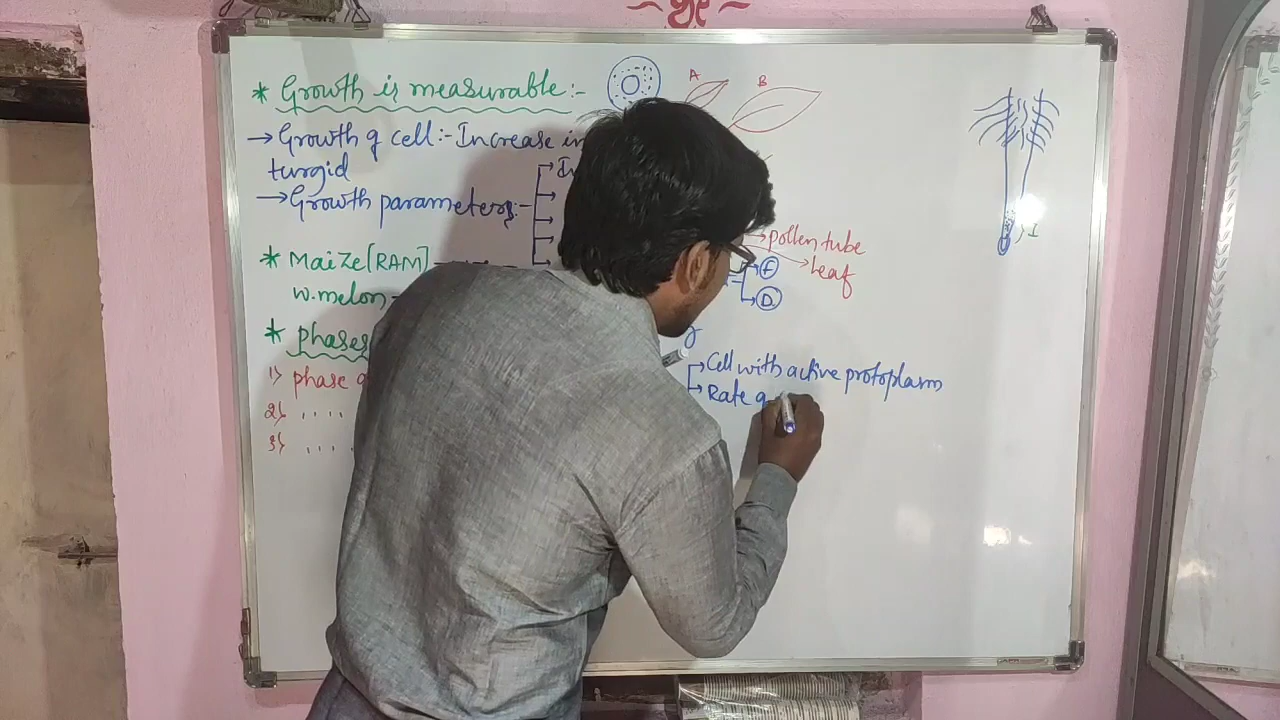 श्री
* Growth is measurable:-
A
B
→ Growth of cell:- Increase in
turgid
→ Growth parameters:-
→ pollen tube
→ leaf
* Maize [RAM]
w.melon
F
D
* phases
1) phase
Cell with active protoplasm
Rate
2) ....
3) ....